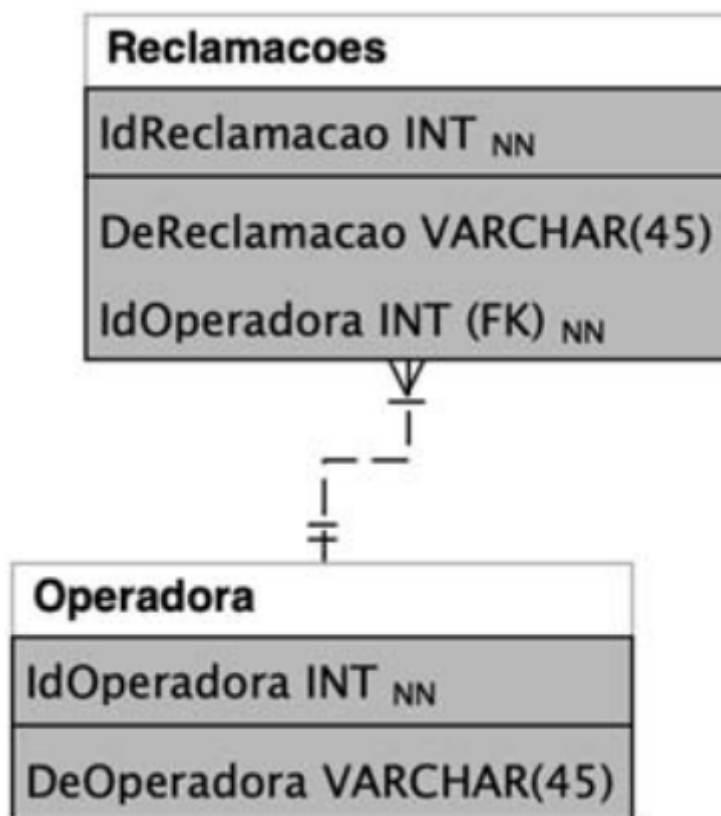 Reclamacoes
IdReclamacao INT NN
DeReclamacao VARCHAR(45)
IdOperadora INT (FK) NN
Operadora
IdOperadora INT NN
DeOperadora VARCHAR(45)